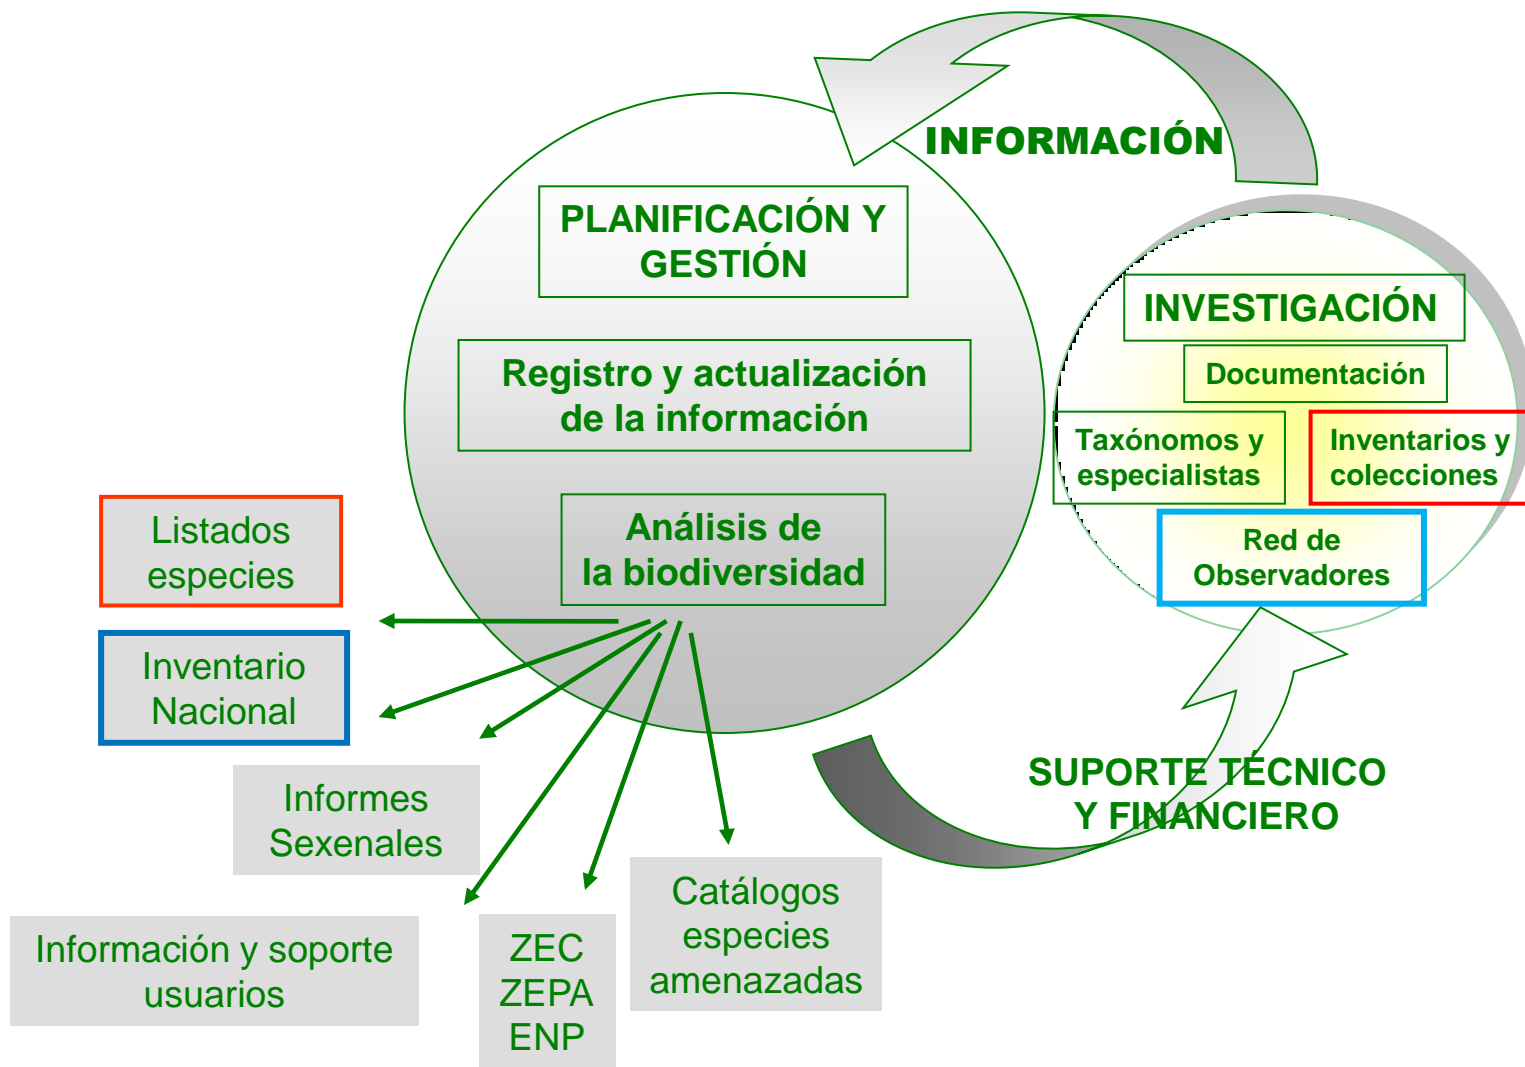 INFORMACIÓN
PLANIFICACIÓN Y
GESTIÓN
Registro y actualización
de la información
Análisis de
la biodiversidad
INVESTIGACIÓN
Documentación
Taxónomos y
especialistas
Inventarios y
colecciones
Red de
Observadores
SUPORTE TÉCNICO
Y FINANCIERO
Listados
especies
Inventario
Nacional
Informes
Sexenales
Información y soporte
usuarios
ZEC
ZEPA
ENP
Catálogos
especies
amenazadas